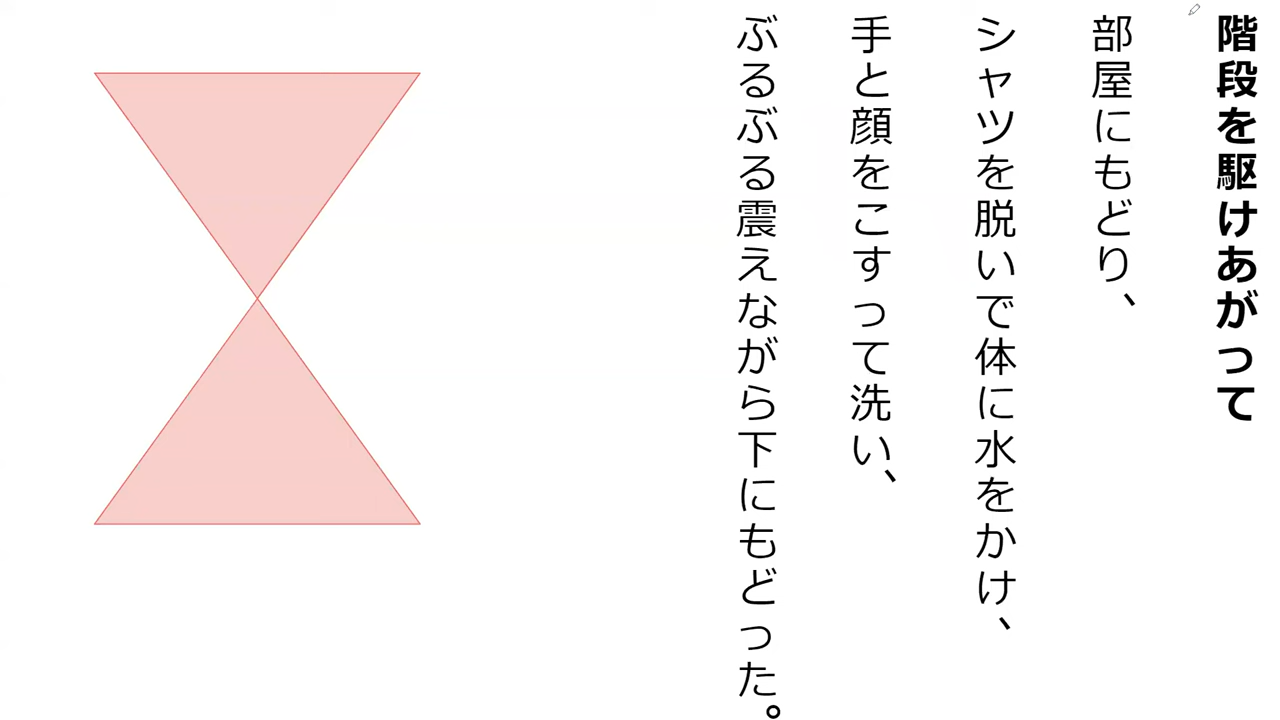 階段を駆けあがって
部屋にもどり、
シャツを脱いで体に水をかけ、
手と顔をこすって洗い、
ぶるぶる震えながら下にもどった。